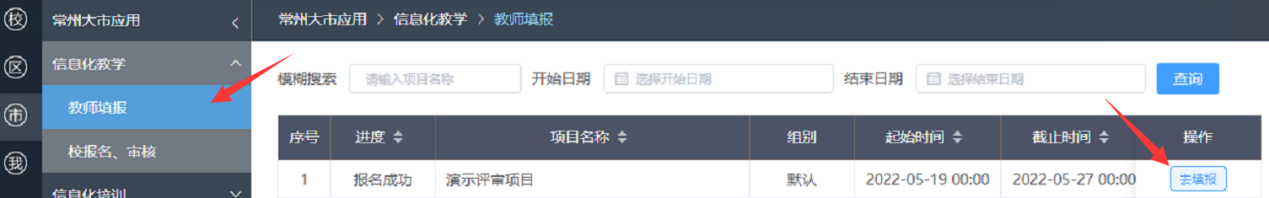 校 常州大市应用 常州大市应用 > 信息化教学 > 教师填报
区 信息化教学
模糊搜索 请输入项目名称 开始日期 选择开始日期 结束日期 选择结束日期 查询
市 教师填报
序号 进度 项目名称 组别 起始时间 截止时间 操作
我 校报名、审核
1 报名成功 演示评审项目 默认 2022-05-19 00:00 2022-05-27 00:00 去填报
信息化培训